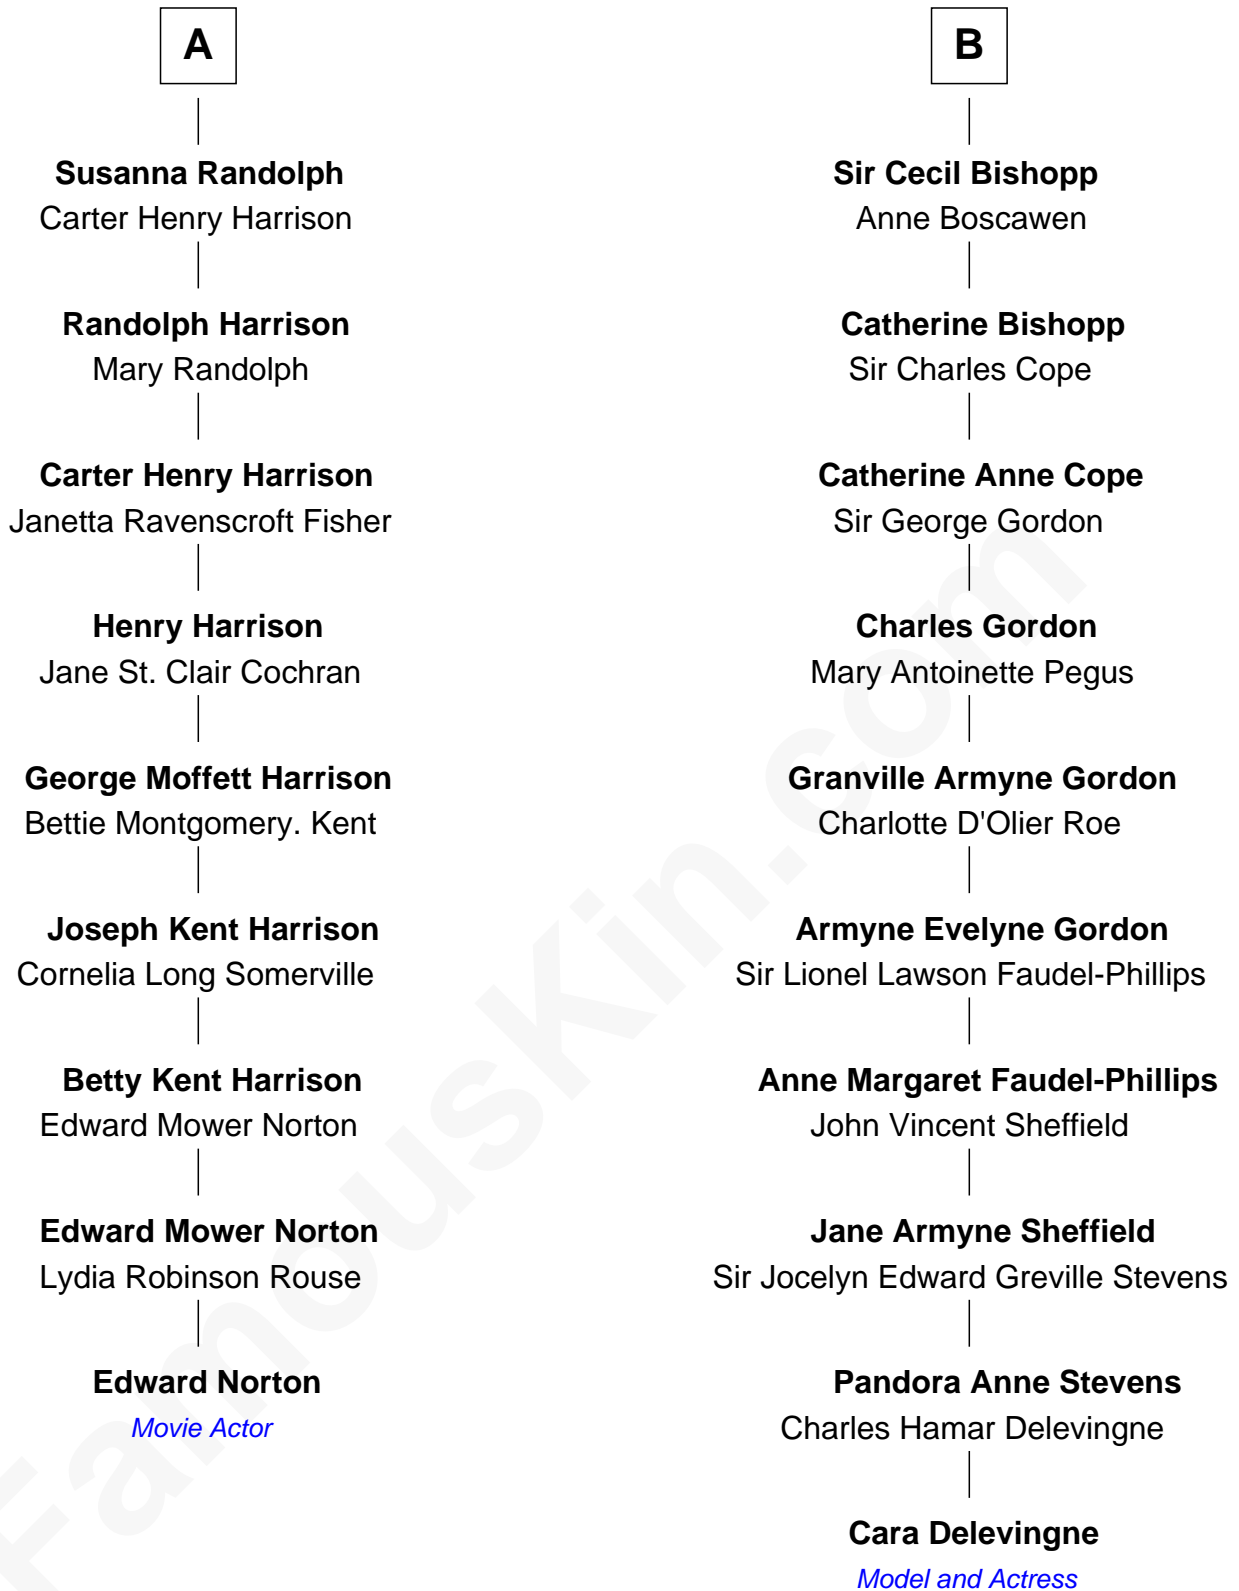 A
Susanna Randolph
Carter Henry Harrison
Randolph Harrison
Mary Randolph
Carter Henry Harrison
Janetta Ravenscroft Fisher
Henry Harrison
Jane St. Clair Cochran
George Moffett Harrison
Bettie Montgomery. Kent
Joseph Kent Harrison
Cornelia Long Somerville
Betty Kent Harrison
Edward Mower Norton
Edward Mower Norton
Lydia Robinson Rouse
Edward Norton
Movie Actor
B
Sir Cecil Bishopp
Anne Boscawen
Catherine Bishopp
Sir Charles Cope
Catherine Anne Cope
Sir George Gordon
Charles Gordon
Mary Antoinette Pegus
Granville Armyne Gordon
Charlotte D'Olier Roe
Armyne Evelyne Gordon
Sir Lionel Lawson Faudel-Phillips
Anne Margaret Faudel-Phillips
John Vincent Sheffield
Jane Armyne Sheffield
Sir Jocelyn Edward Greville Stevens
Pandora Anne Stevens
Charles Hamar Delevingne
Cara Delevingne
Model and Actress
FamousKin.com